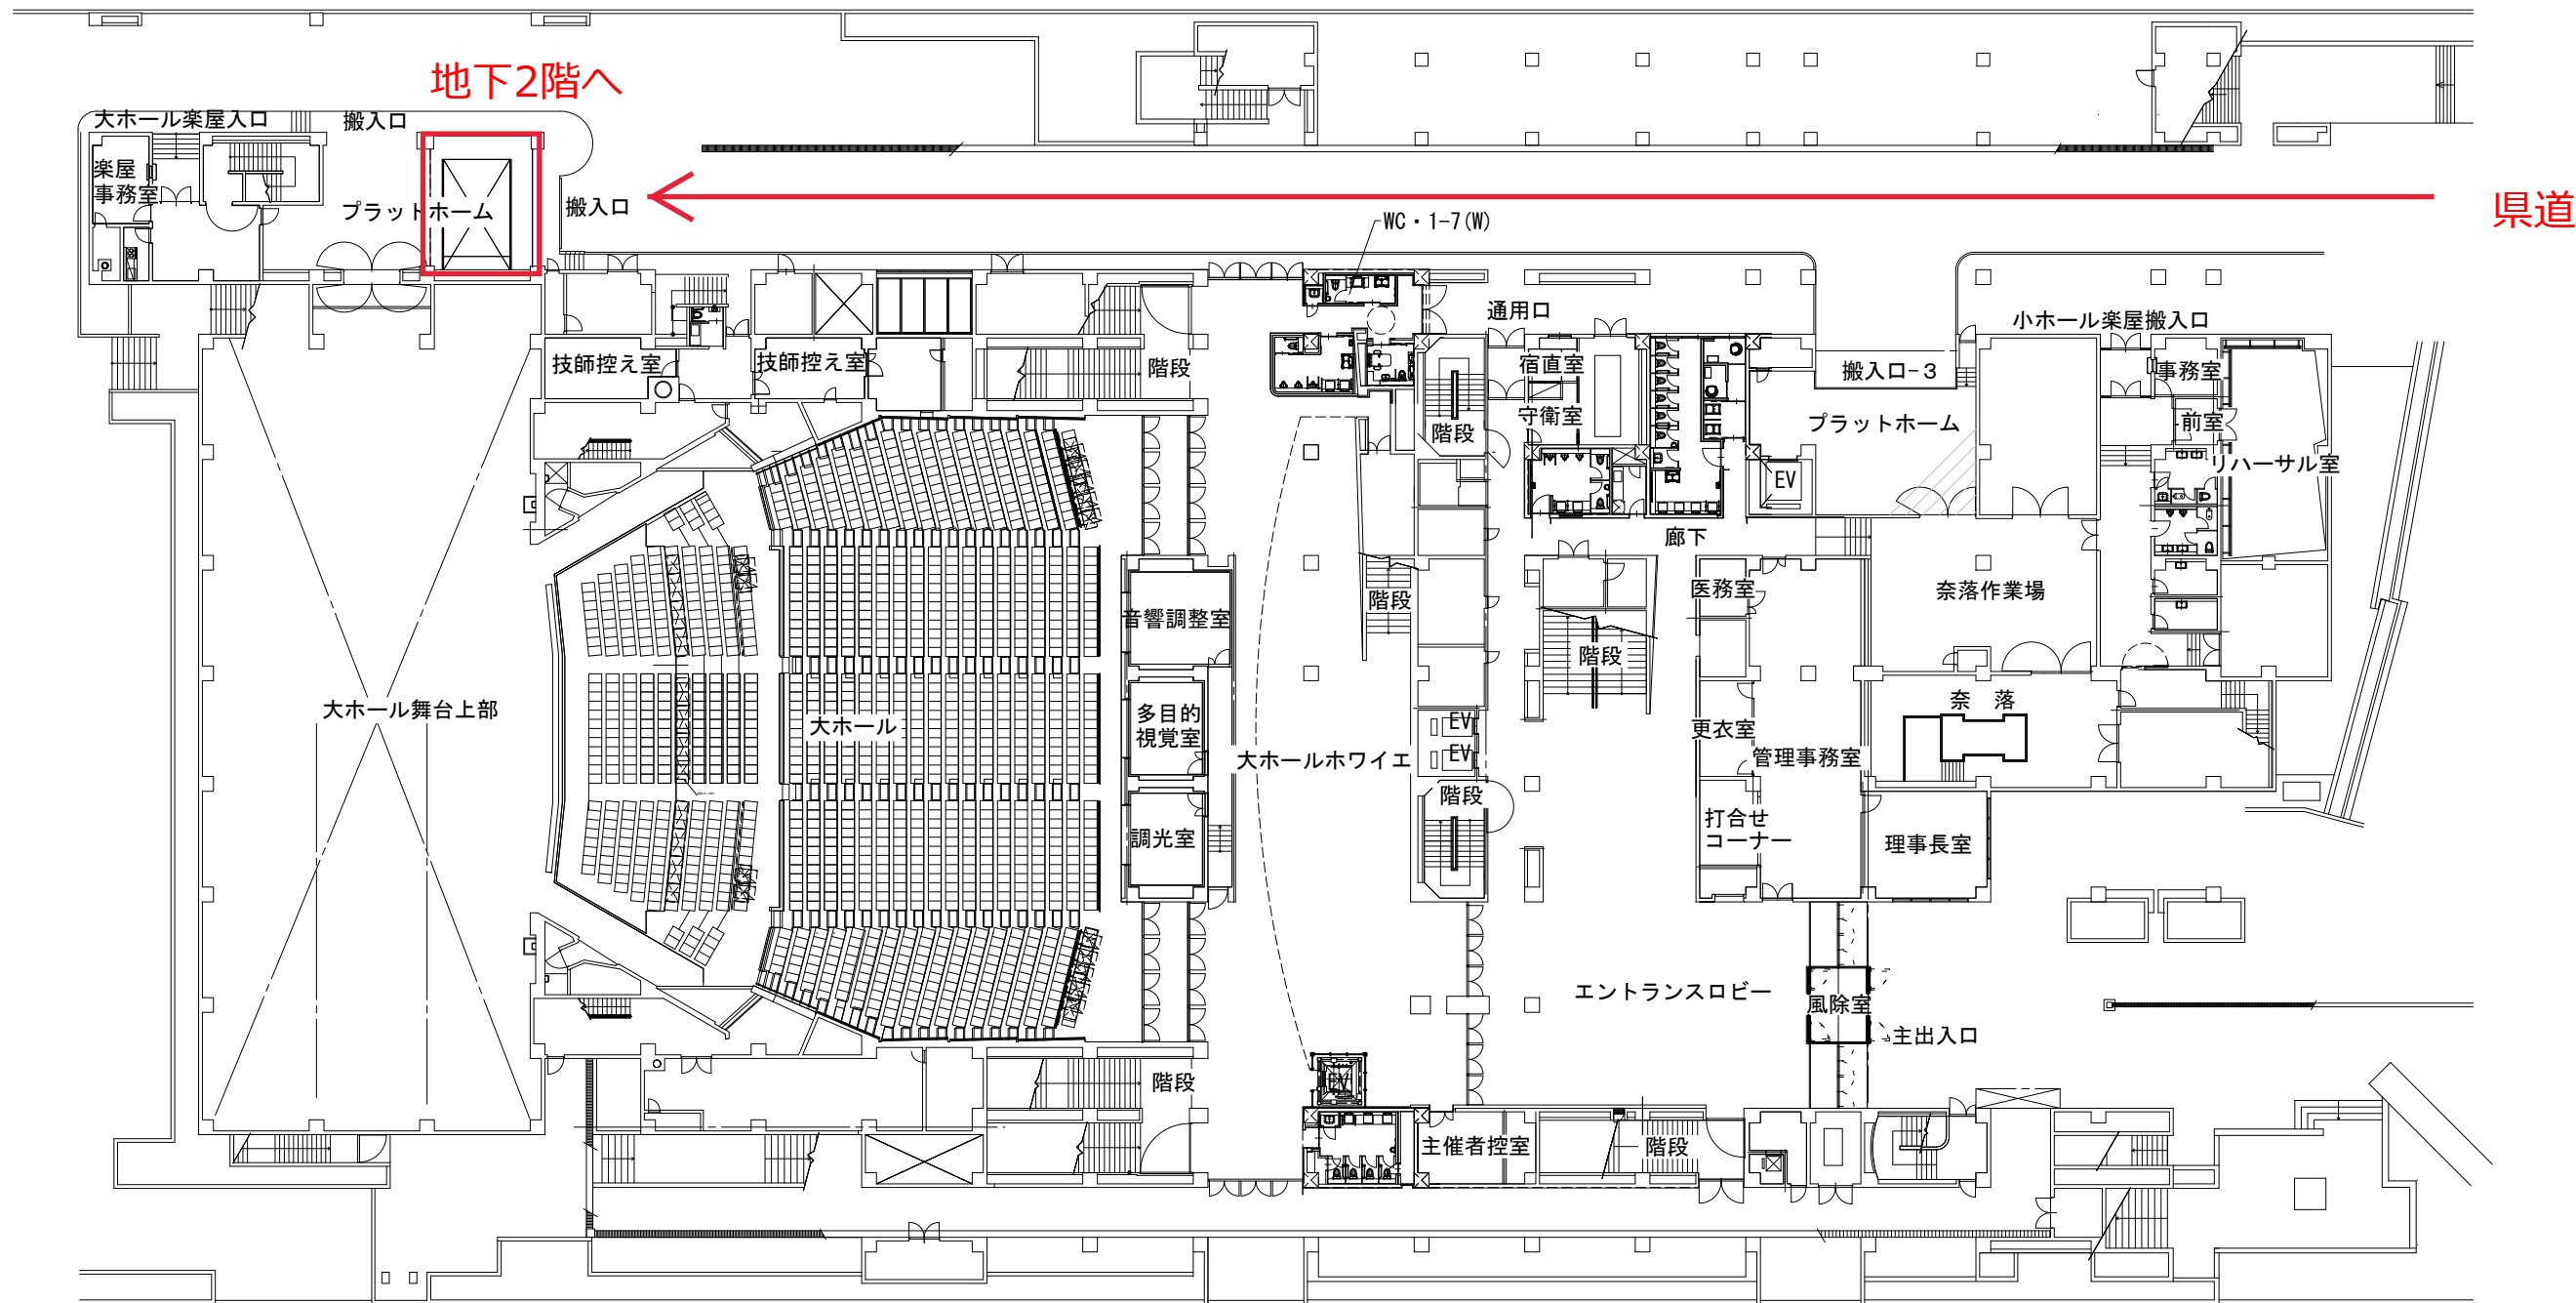 地下2階へ
大ホール楽屋入口
搬入口
楽屋
事務室
プラットホーム
搬入口
県道
WC・1-7(W)
通用口
小ホール楽屋搬入口
技師控え室
技師控え室
階段
宿直室
搬入口-3
事務室
守衛室
階段
プラットホーム
前室
リハーサル室
EV
廊下
医務室
奈落作業場
階段
音響調整室
階段
大ホール舞台上部
大ホール
多目的
視覚室
EV
EV
更衣室
奈 落
大ホールホワイエ
管理事務室
階段
調光室
打合せ
コーナー
理事長室
エントランスロビー
風除室
主出入口
EV
階段
主催者控室
階段